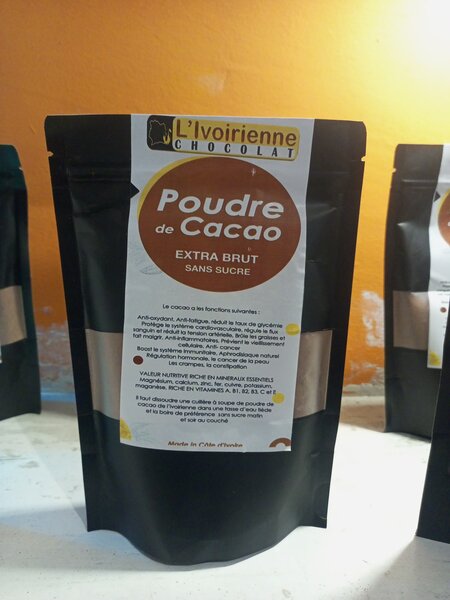 L'Ivoirienne
CHOCOLAT
Poudre
de Cacao
EXTRA BRUT
SANS SUCRE
Le cacao a les fonctions suivantes :
Anti-oxydant, Anti-fatigue, réduit le taux de glycémie
Protège le système cardiovasculaire, régule le flux
sanguin et réduit la tension artérielle, Brûle les graisses et
fait maigrir. Anti-inflammatoires, Prévient le vieillissement
cellulaire, Anti- cancer
Boost le système immunitaire, Aphrodisiaque naturel
Régulation hormonale, le cancer de la peau
Les crampes, la constipation
VALEUR NUTRITIVE RICHE EN MINERAUX ESSENTIELS
Magnésium, calcium, zinc, fer, cuivre, potassium,
maganèse, RICHE EN VITAMINES A, B1, B2, B3, C et E
Il faut dissoudre une cuillère à soupe de poudre de
cacao de l'Ivoirienne dans une tasse d'eau tiède
et la boire de préférence sans sucre matin
et soir au couché
Made in Côte d'Ivoire